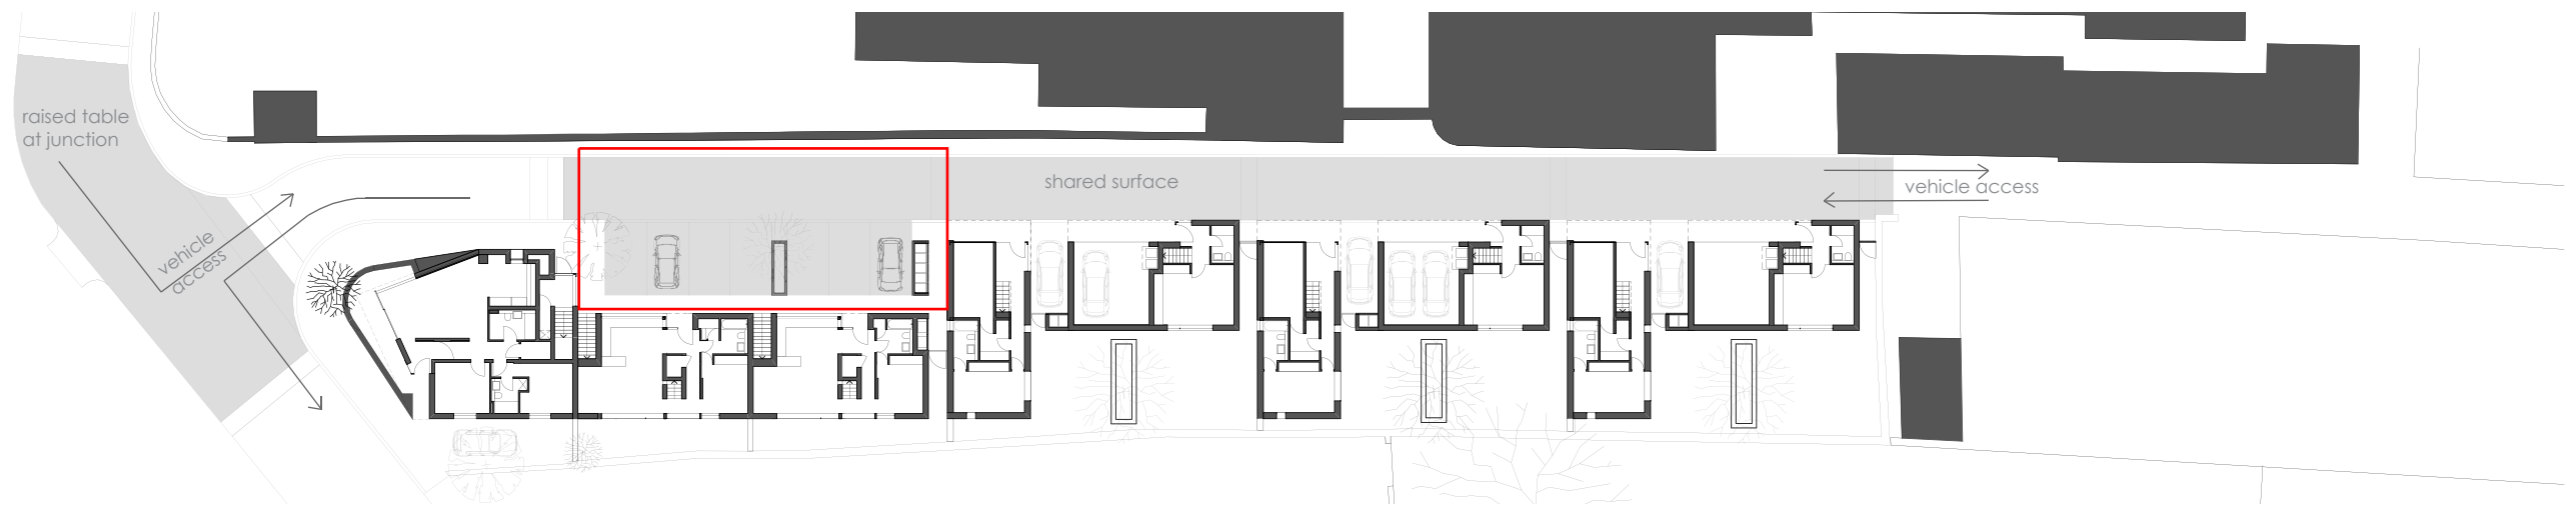 raised table
at junction
vehicle
access
shared surface
vehicle access